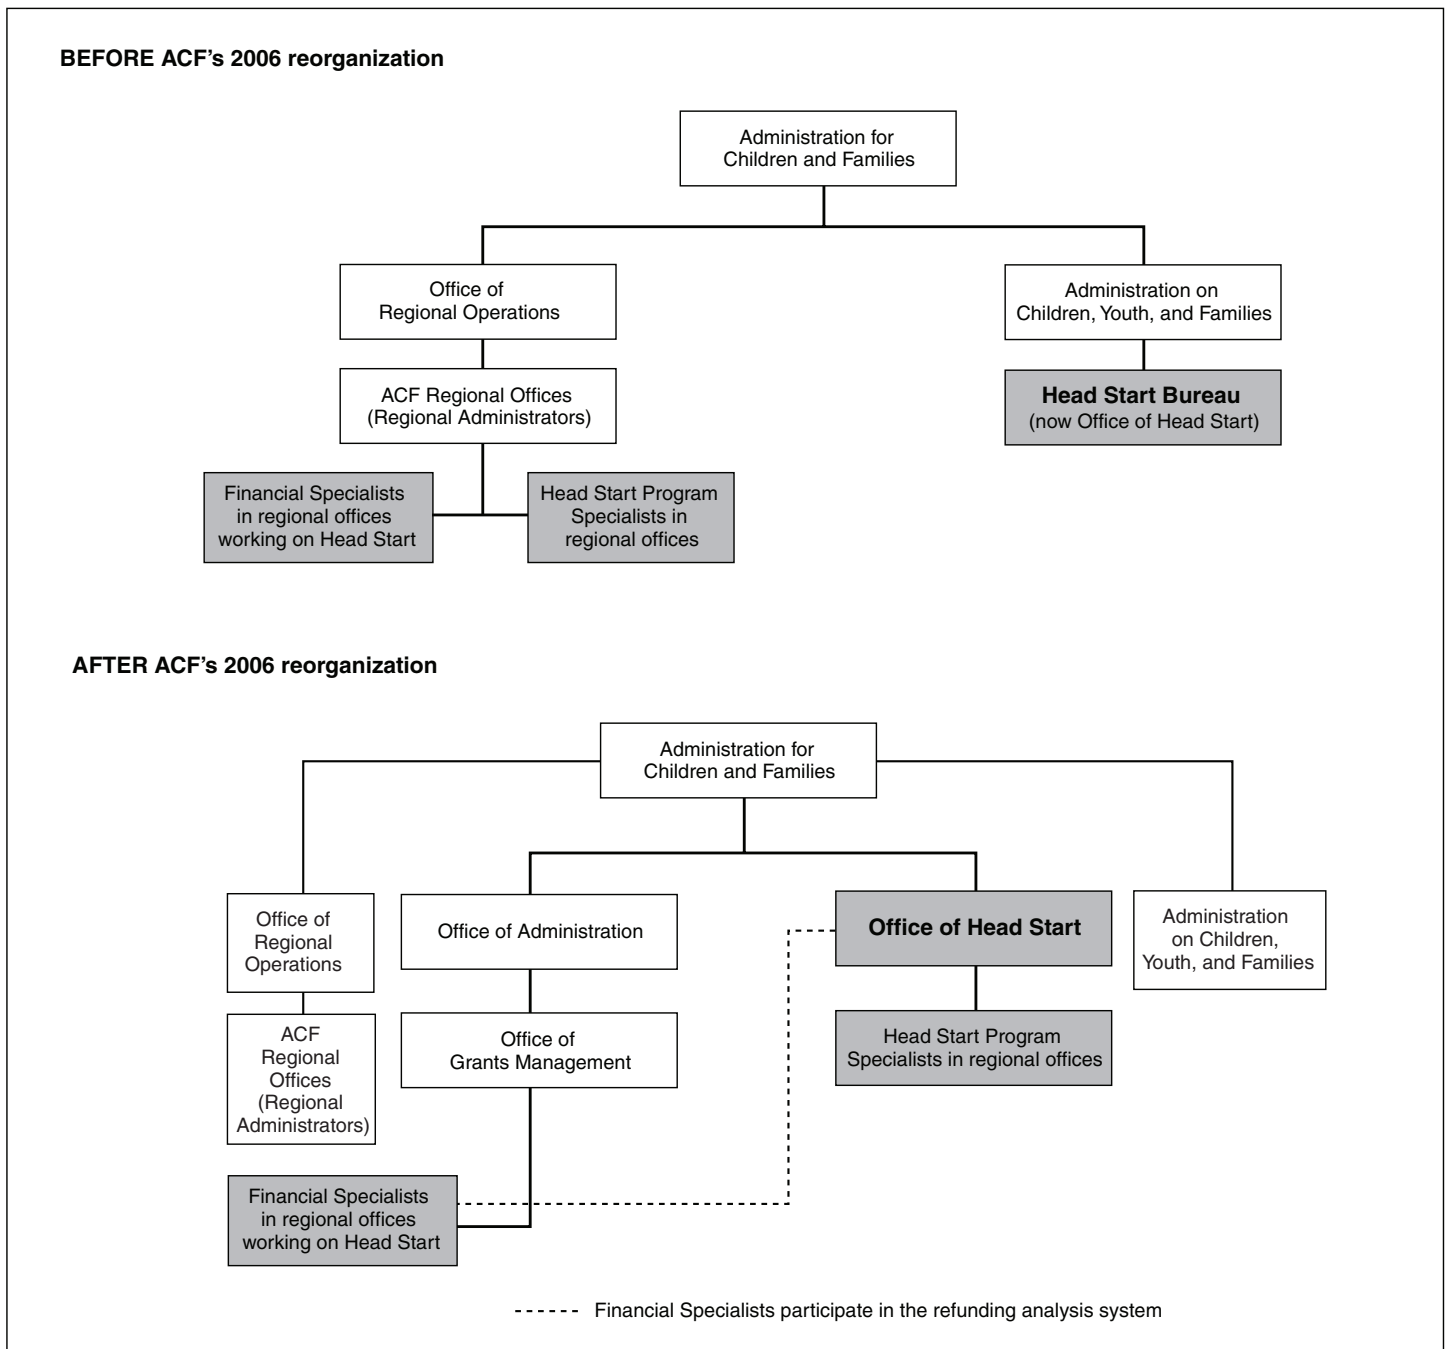 BEFORE ACF's 2006 reorganization
Administration for
Children and Families
Office of
Regional Operations
Administration on
Children, Youth, and Families
ACF Regional Offices
(Regional Administrators)
Head Start Bureau
(now Office of Head Start)
Financial Specialists
in regional offices
working on Head Start
Head Start Program
Specialists in
regional offices
AFTER ACF's 2006 reorganization
Administration for
Children and Families
Office of
Regional
Operations
Office of Administration
Office of Head Start
Administration
on Children,
Youth, and Families
ACF
Regional
Offices
(Regional
Administrators)
Office of
Grants Management
Head Start Program
Specialists in regional offices
Financial Specialists
in regional offices
working on Head Start
Financial Specialists participate in the refunding analysis system